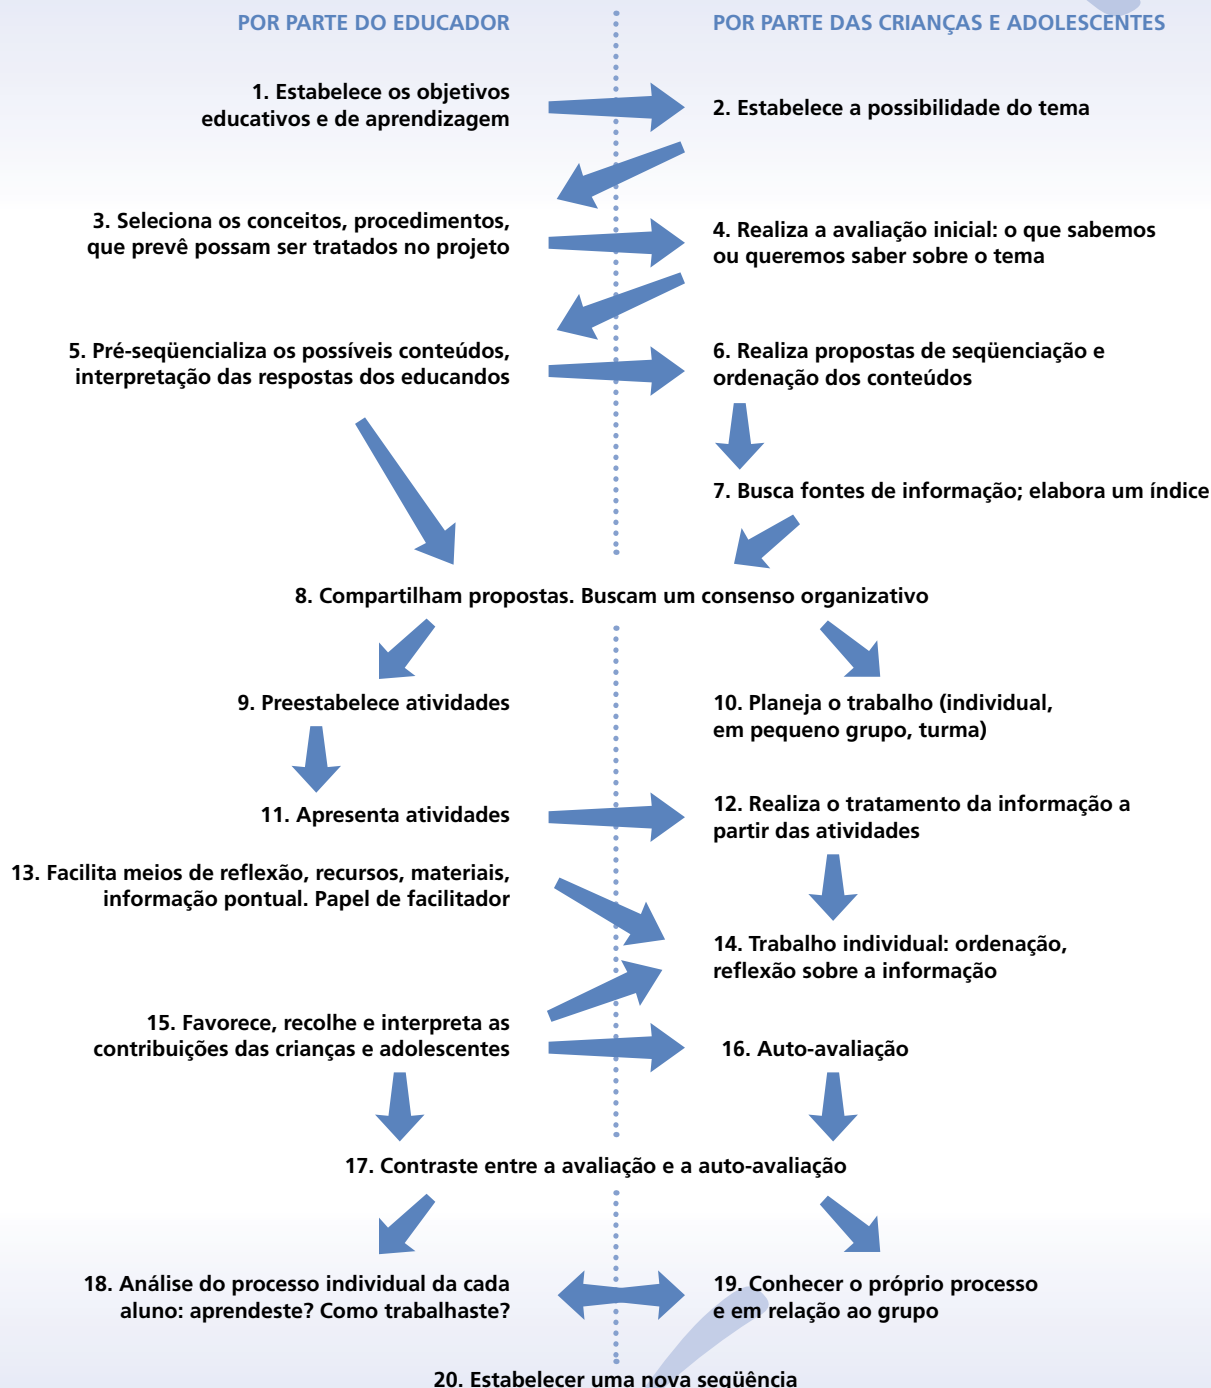 POR PARTE DO EDUCADOR
POR PARTE DAS CRIANÇAS E ADOLESCENTES
1. Estabelece os objetivos
educativos e de aprendizagem
2. Estabelece a possibilidade do tema
3. Seleciona os conceitos, procedimentos,
que prevê possam ser tratados no projeto
4. Realiza a avaliação inicial: o que sabemos
ou queremos saber sobre o tema
5. Pré-seqüencializa os possíveis conteúdos,
interpretação das respostas dos educandos
6. Realiza propostas de seqüenciação e
ordenação dos conteúdos
7. Busca fontes de informação; elabora um índice
8. Compartilham propostas. Buscam um consenso organizativo
9. Preestabelece atividades
10. Planeja o trabalho (individual,
em pequeno grupo, turma)
11. Apresenta atividades
12. Realiza o tratamento da informação a
partir das atividades
13. Facilita meios de reflexão, recursos, materiais,
informação pontual. Papel de facilitador
14. Trabalho individual: ordenação,
reflexão sobre a informação
15. Favorece, recolhe e interpreta as
contribuições das crianças e adolescentes
16. Auto-avaliação
17. Contraste entre a avaliação e a auto-avaliação
18. Análise do processo individual da cada
aluno: aprendeste? Como trabalhaste?
19. Conhecer o próprio processo
e em relação ao grupo
20. Estabelecer uma nova seqüência